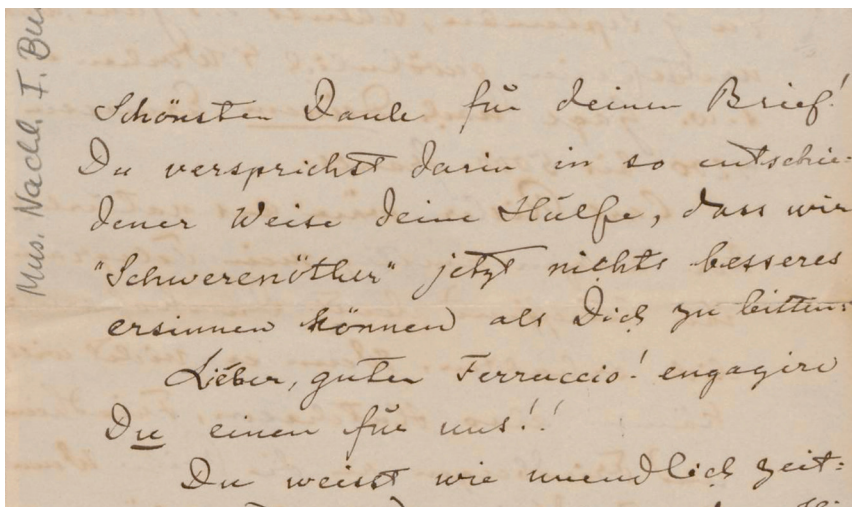 Mus. Nachl. F. Bu
Schönsten Dank für deinen Brief!
Du versprichst darin in so entschie-
dener Weise deine Hülfe, dass wir
"Schwerenöther" jetzt nichts besseres
ersinnen können als Dich zu bitten:
Lieber, guter Ferruccio! engagire
Du einen für uns!!
Du weisst wie unendlich zeit-